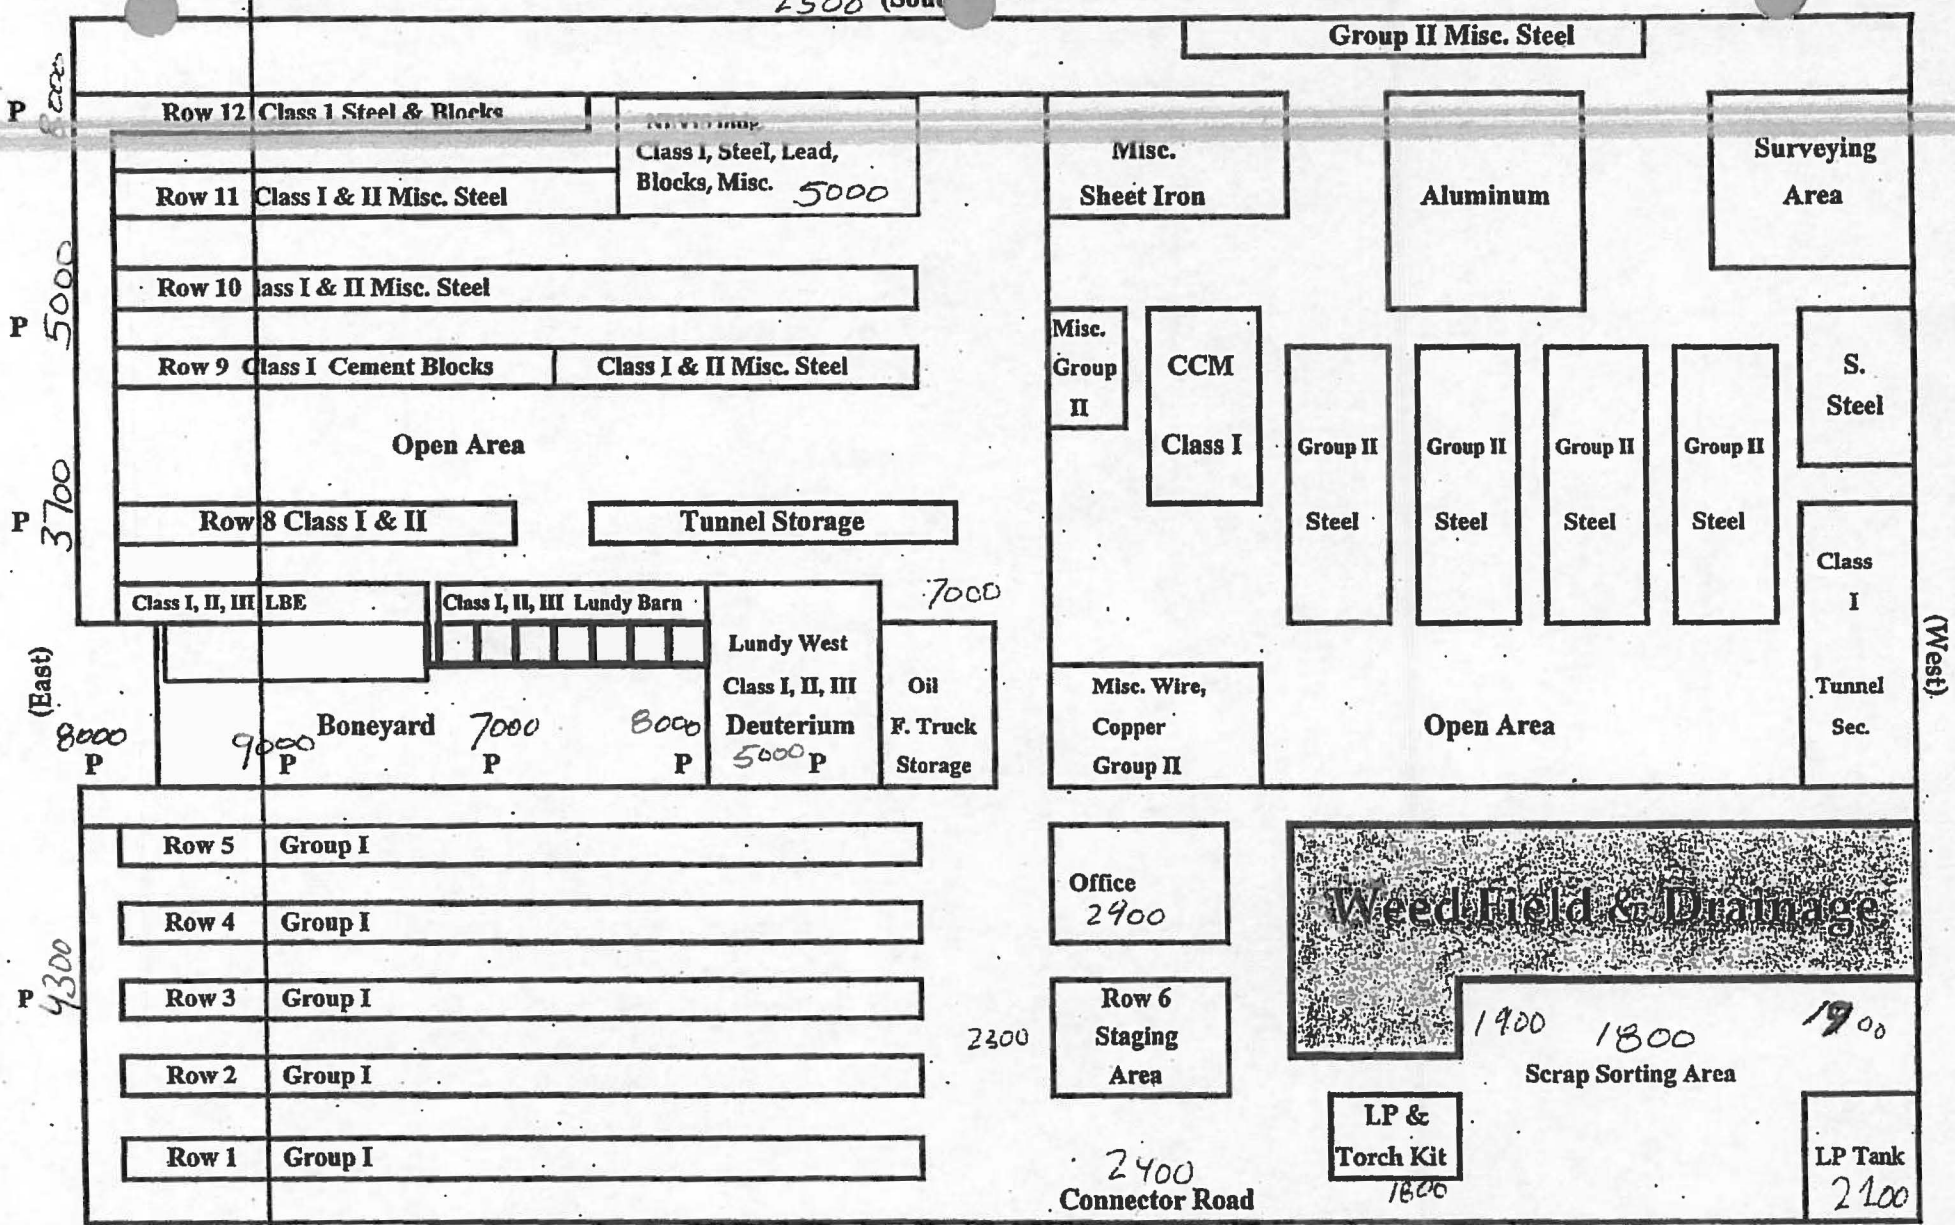 2500 (Sou
Group II Misc. Steel
P
8000
Row 12 Class 1 Steel & Blocks
Class I, Steel, Lead,
Blocks, Misc. 5000
Misc.
Sheet Iron
Aluminum
Surveying
Area
Row 11 Class I & II Misc. Steel
P
5000
Row 10 lass I & II Misc. Steel
Row 9 Class I Cement Blocks
Class I & II Misc. Steel
Misc.
Group
II
CCM
Class I
Group II
Steel
Group II
Steel
Group II
Steel
Group II
Steel
S.
Steel
Open Area
P
3700
Row 8 Class I & II
Tunnel Storage
Class
I
Tunnel
Sec.
Class I, II, III LBE
Class I, II, III Lundy Barn
7000
(East)
(West)
Lundy West
Class I, II, III
Deuterium
5000 P
Oil
F. Truck
Storage
Misc. Wire,
Copper
Group II
Open Area
8000
P
9000
P
Boneyard
7000
P
8000
P
Row 5 Group I
Row 4 Group I
Row 3 Group I
Row 2 Group I
Row 1 Group I
P
4300
Office
2900
Weed Field & Drainage
Row 6
Staging
Area
2300
1900
1800
1900
Scrap Sorting Area
LP &
Torch Kit
1800
LP Tank
2100
2400
Connector Road